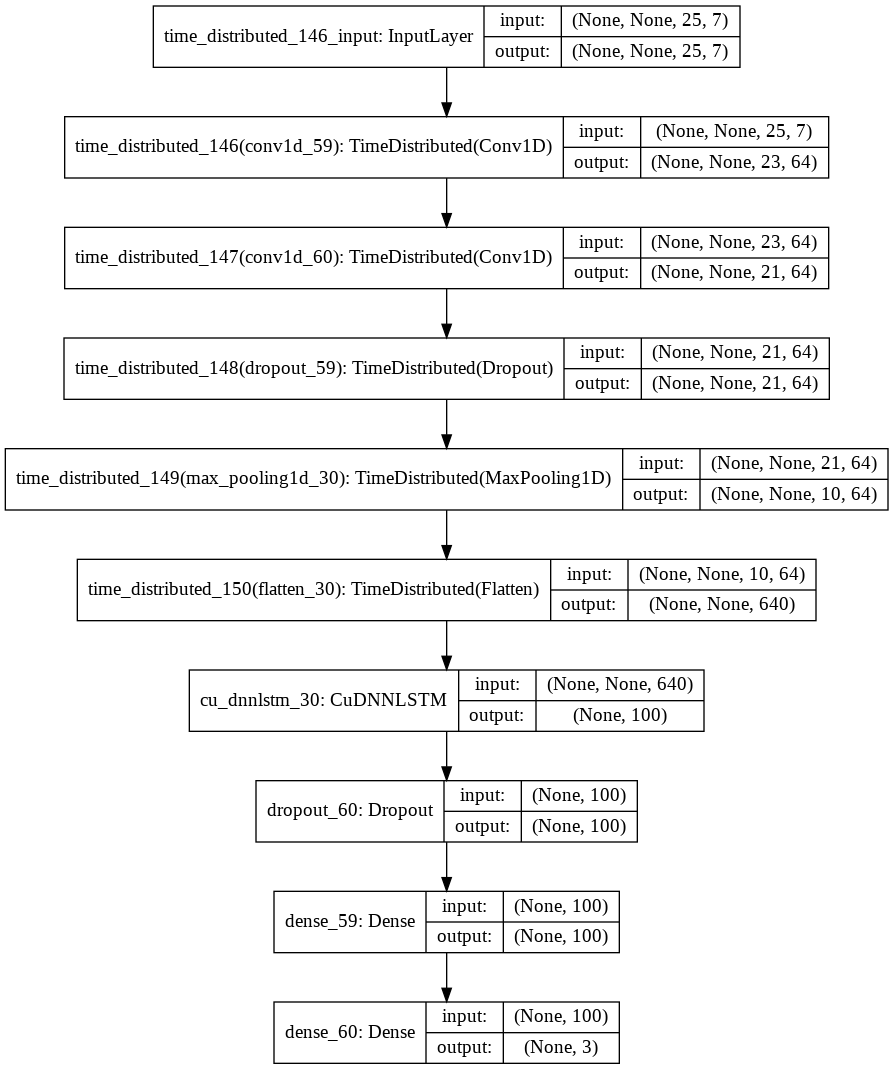 time_distributed_146_input: InputLayer
input: (None, None, 25, 7)
output: (None, None, 25, 7)
time_distributed_146(conv1d_59): TimeDistributed(Conv1D)
input: (None, None, 25, 7)
output: (None, None, 23, 64)
time_distributed_147(conv1d_60): TimeDistributed(Conv1D)
input: (None, None, 23, 64)
output: (None, None, 21, 64)
time_distributed_148(dropout_59): TimeDistributed(Dropout)
input: (None, None, 21, 64)
output: (None, None, 21, 64)
time_distributed_149(max_pooling1d_30): TimeDistributed(MaxPooling1D)
input: (None, None, 21, 64)
output: (None, None, 10, 64)
time_distributed_150(flatten_30): TimeDistributed(Flatten)
input: (None, None, 10, 64)
output: (None, None, 640)
cu_dnnlstm_30: CuDNNLSTM
input: (None, None, 640)
output: (None, 100)
dropout_60: Dropout
input: (None, 100)
output: (None, 100)
dense_59: Dense
input: (None, 100)
output: (None, 100)
dense_60: Dense
input: (None, 100)
output: (None, 3)